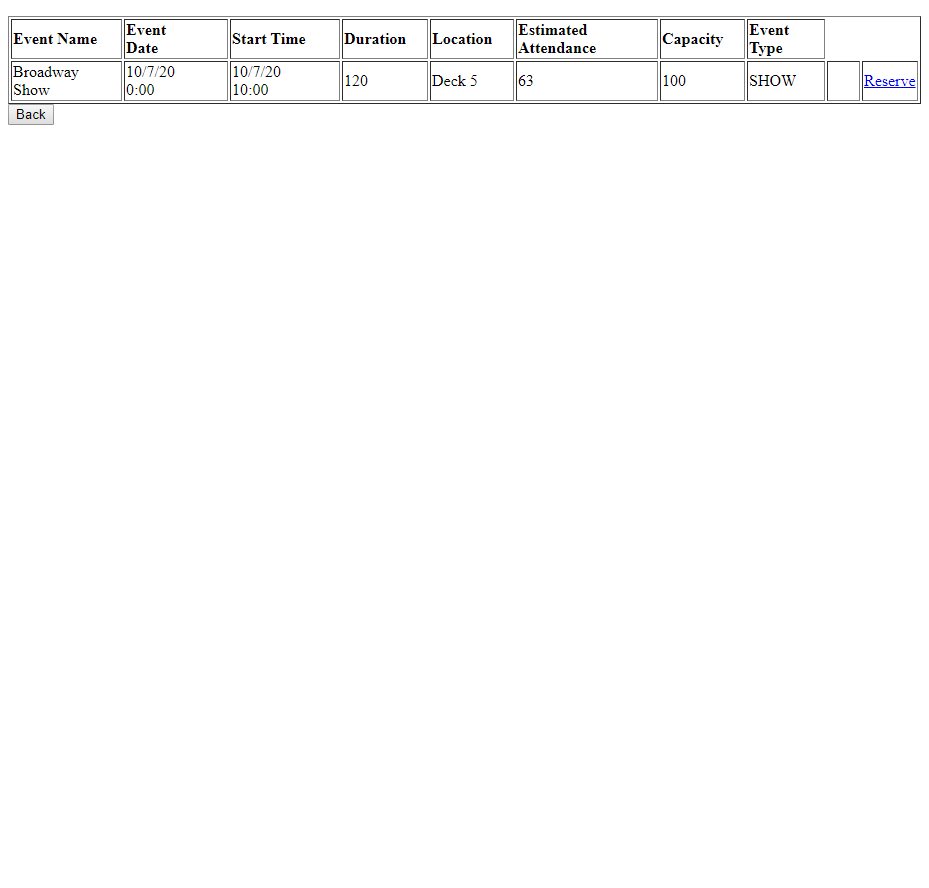 Event Name Event Date Start Time Duration Location Estimated Attendance Capacity Event Type
Broadway Show 10/7/20 0:00 10/7/20 10:00 120 Deck 5 63 100 SHOW Reserve
Back